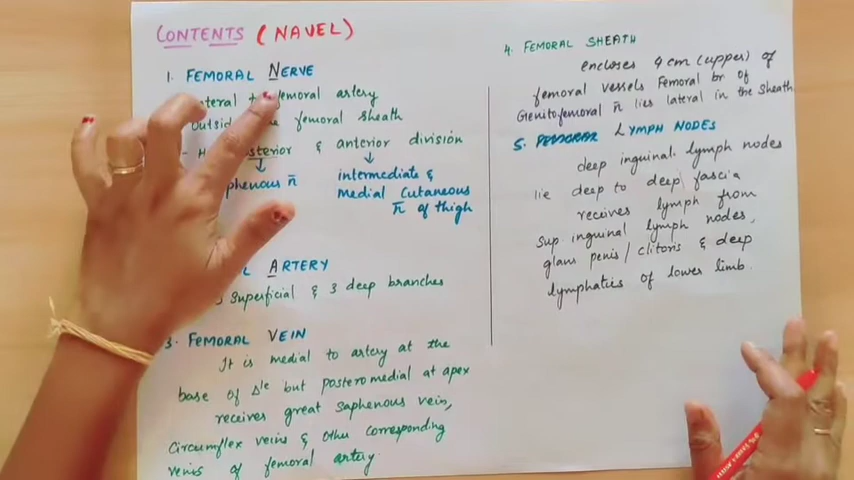 CONTENTS (NAVEL)
1. FEMORAL NERVE
lateral to femoral artery
outside femoral sheath
posterior & anterior division
saphenous n̄ intermediate &
medial cutaneous
n̄ of thigh
ARTERY
3 superficial & 3 deep branches
3. FEMORAL VEIN
It is medial to artery at the
base of Δle but posteromedial at apex
receives great saphenous vein,
circumflex veins & other corresponding
veins of femoral artery.
4. FEMORAL SHEATH
encloses 4 cm (upper) of
femoral vessels Femoral br of
Genitofemoral n̄ lies lateral in the sheath
5. LYMPH NODES
deep inguinal lymph nodes
lie deep to deep fascia
receives lymph from
sup. inguinal lymph nodes,
glans penis / clitoris & deep
lymphatics of lower limb.